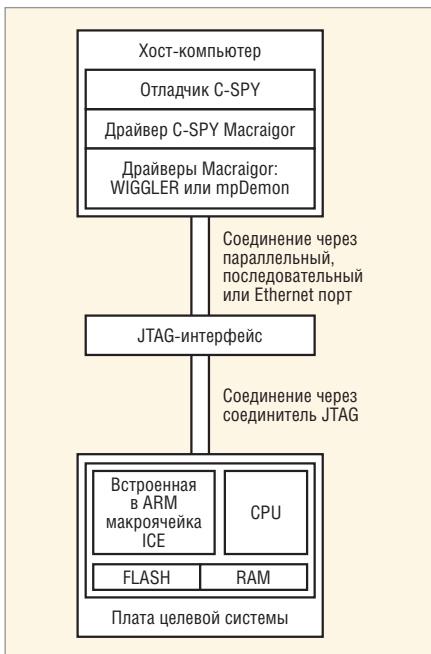 Хост-компьютер
Отладчик C-SPY
Драйвер C-SPY Macraigor
Драйверы Macraigor:
WIGGLER или mpDemon
Соединение через
параллельный,
последовательный
или Ethernet порт
JTAG-интерфейс
Соединение через
соединитель JTAG
Встроенная
в ARM
макроячейка
ICE
CPU
FLASH
RAM
Плата целевой системы